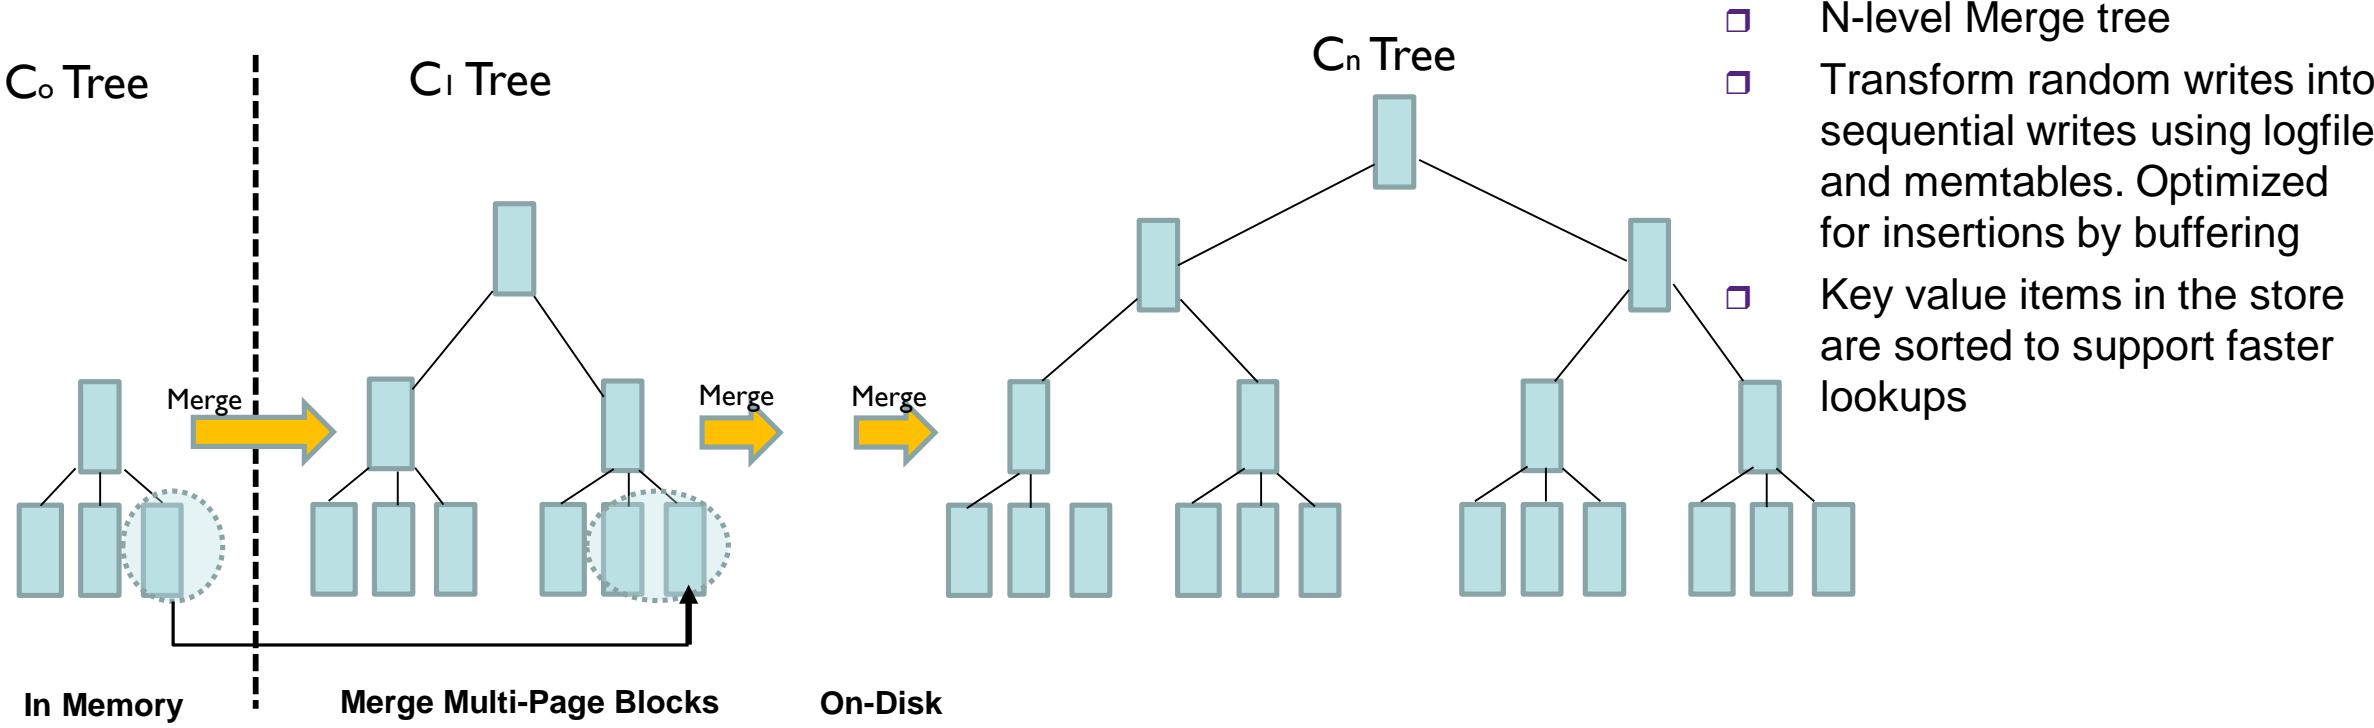 Co Tree
C1 Tree
Cn Tree
Merge
Merge
Merge
In Memory
Merge Multi-Page Blocks
On-Disk
N-level Merge tree
Transform random writes into
sequential writes using logfile
and memtables. Optimized
for insertions by buffering
Key value items in the store
are sorted to support faster
lookups